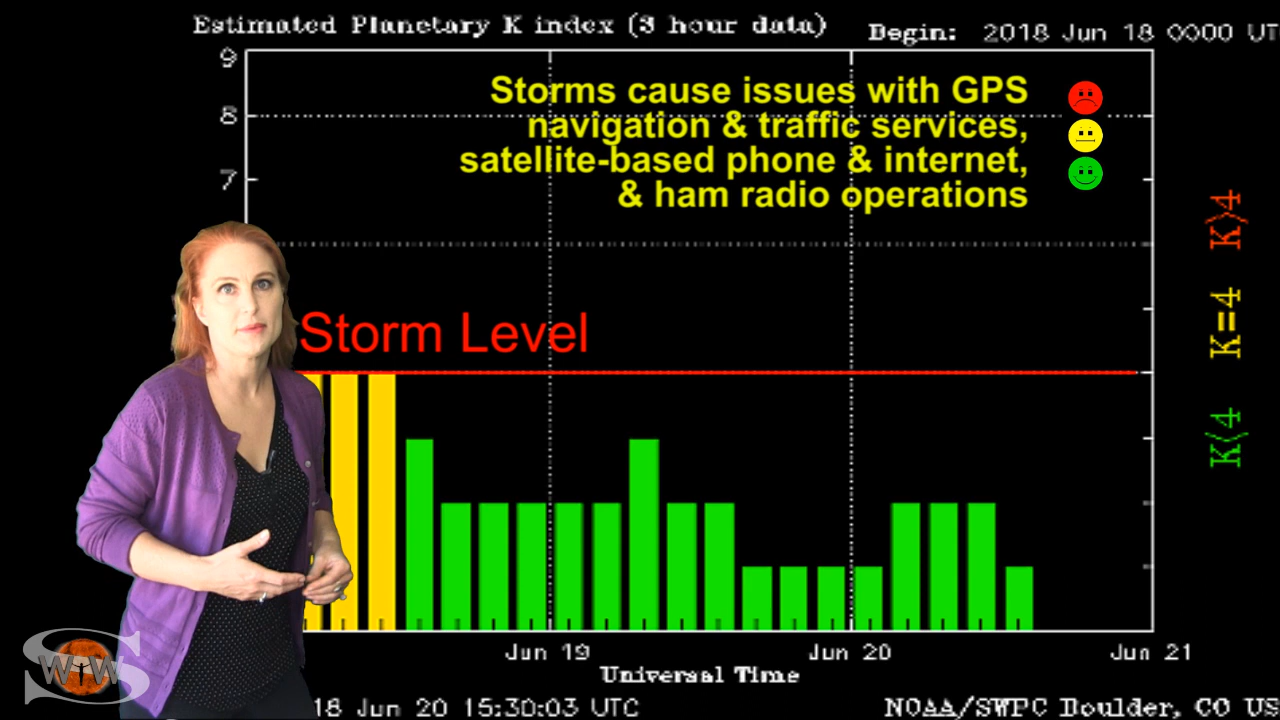 Estimated Planetary K index (3 hour data)
Begin: 2018 Jun 18 0000 UT
9
Storms cause issues with GPS
8
navigation & traffic services,
satellite-based phone & internet,
7
& ham radio operations
K>4
K=4
K<4
Storm Level
Jun 19
Jun 20
Jun 21
Universal Time
18 Jun 20 15:30:03 UTC
NOAA/SWPC Boulder, CO US
S
WTW